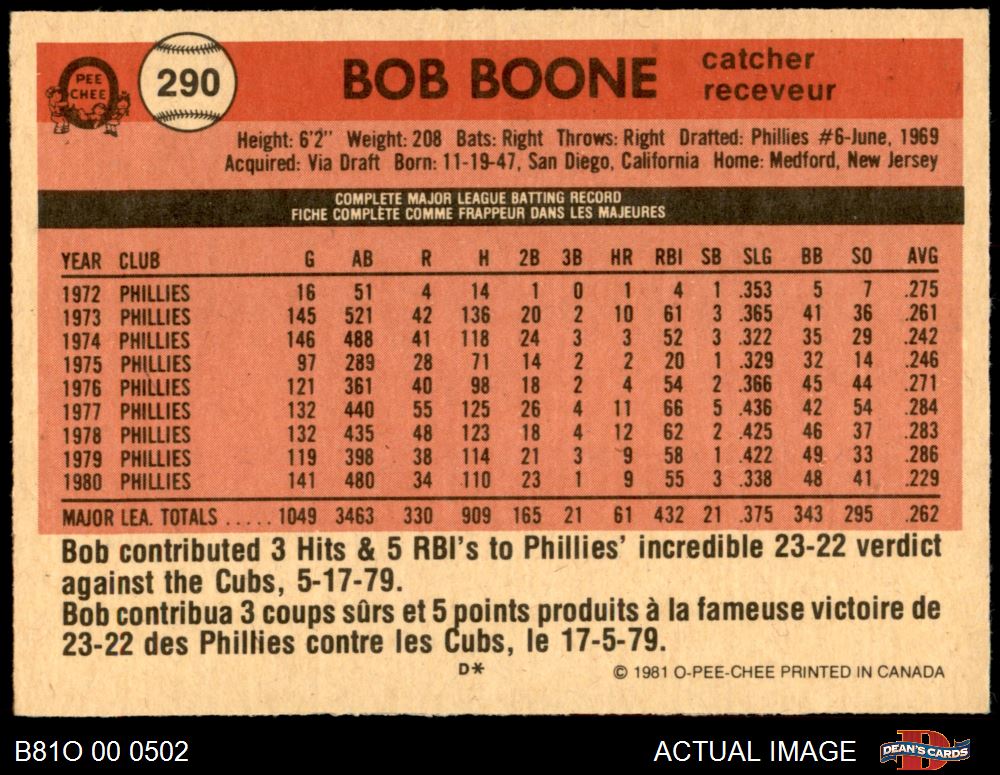 PEE
CHEE
290
BOB BOONE
catcher
receveur
Height: 6'2" Weight: 208 Bats: Right Throws: Right Drafted: Phillies #6-June, 1969
Acquired: Via Draft Born: 11-19-47, San Diego, California Home: Medford, New Jersey
COMPLETE MAJOR LEAGUE BATTING RECORD
FICHE COMPLÈTE COMME FRAPPEUR DANS LES MAJEURES
YEAR CLUB G AB R H 2B 3B HR RBI SB SLG BB SO AVG
1972 PHILLIES 16 51 4 14 1 0 1 4 1 .353 5 7 .275
1973 PHILLIES 145 521 42 136 20 2 10 61 3 .365 41 36 .261
1974 PHILLIES 146 488 41 118 24 3 3 52 3 .322 35 29 .242
1975 PHILLIES 97 289 28 71 14 2 2 20 1 .329 32 14 .246
1976 PHILLIES 121 361 40 98 18 2 4 54 2 .366 45 44 .271
1977 PHILLIES 132 440 55 125 26 4 11 66 5 .436 42 54 .284
1978 PHILLIES 132 435 48 123 18 4 12 62 2 .425 46 37 .283
1979 PHILLIES 119 398 38 114 21 3 9 58 1 .422 49 33 .286
1980 PHILLIES 141 480 34 110 23 1 9 55 3 .338 48 41 .229
MAJOR LEA. TOTALS ..... 1049 3463 330 909 165 21 61 432 21 .375 343 295 .262
Bob contributed 3 Hits & 5 RBI's to Phillies' incredible 23-22 verdict
against the Cubs, 5-17-79.
Bob contribua 3 coups sûrs et 5 points produits à la fameuse victoire de
23-22 des Phillies contre les Cubs, le 17-5-79.
D*
© 1981 O-PEE-CHEE PRINTED IN CANADA
B81O 00 0502
ACTUAL IMAGE
DEAN'S CARDS